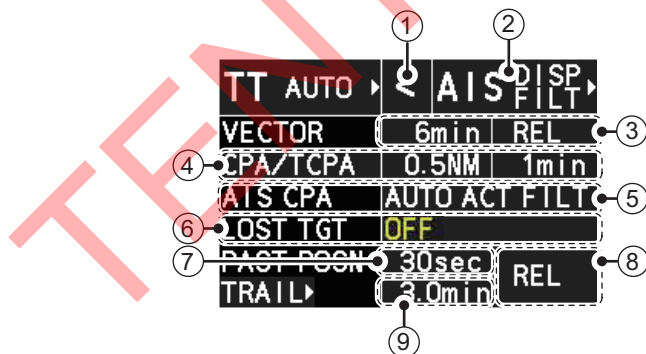 ① ②
TT AUTO ▸ < AIS DISP FILT ▸
VECTOR 6min REL ③
④ CPA/TCPA 0.5NM 1min
AIS CPA AUTO ACT FILT ⑤
⑥ LOST TGT OFF
⑦ PAST POSN 30sec REL ⑧
TRAIL▸ 3.0min
⑨
TEN